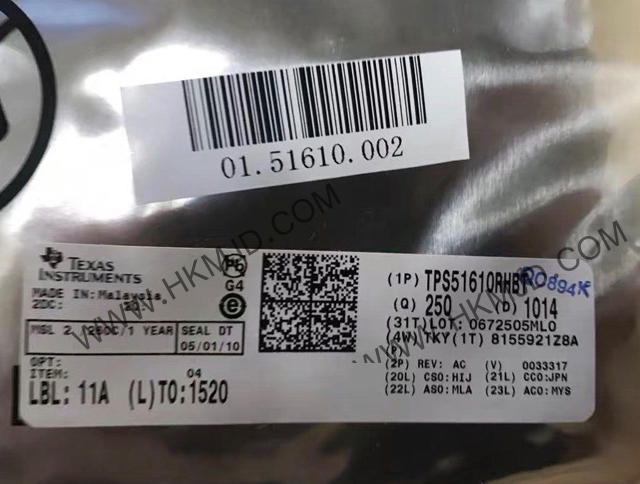 01.51610.002
TEXAS
INSTRUMENTS
MADE IN: Malaysia
2DC:
G4
e
MSL 2 /260C/1 YEAR
SEAL DT
05/01/10
OPT:
ITEM: 04
LBL: 11A (L)TO:1520
(1P) TPS51610RHB
(Q) 250 (D) 1014
(31T)LOT: 0672505ML0
(4W) TKY(1T) 8155921Z8A
(2P) REV: AC (V) 0033317
(20L) CSO:HIJ (21L) CCO:JPN
(22L) ASO:MLA (23L) ACO:MYS
WWW.HKMJD.COM
WWW.HKMJD.COM